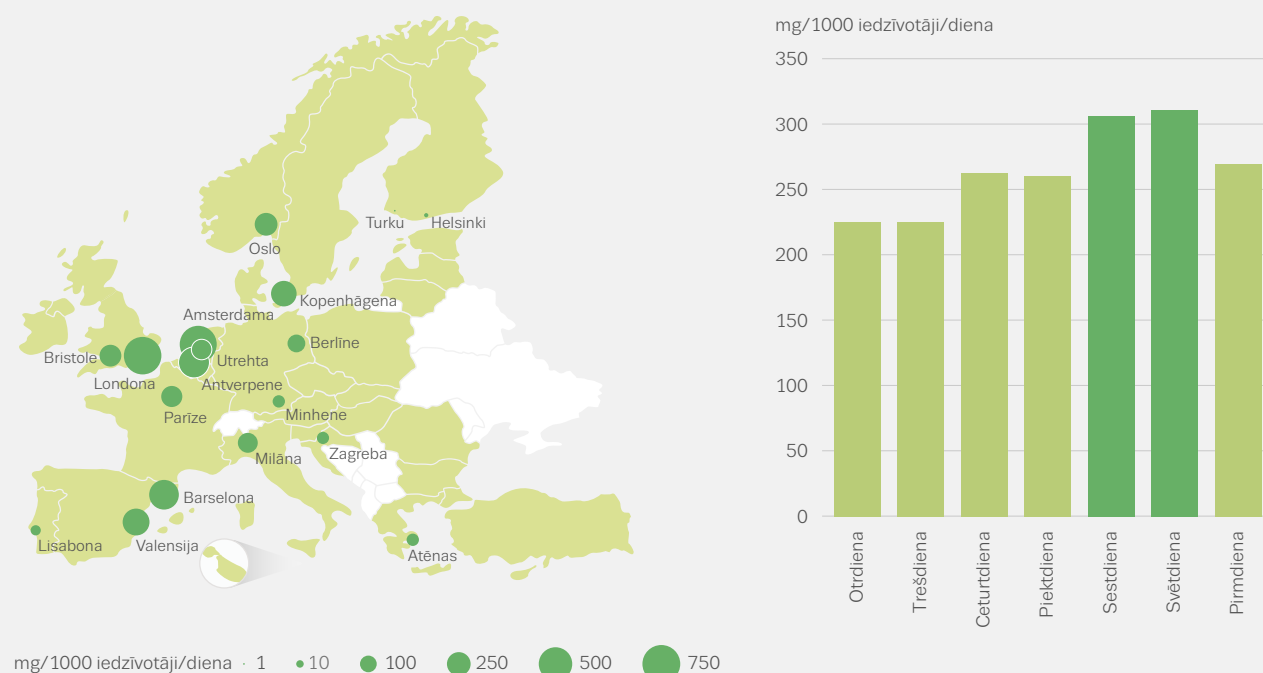 mg/1000 iedzīvotāji/diena
350
300
250
200
150
100
50
0
Otrdiena
Trešdiena
Ceturtdiena
Piektdiena
Sestdiena
Svētdiena
Pirmdiena
Turku
Helsinki
Oslo
Kopenhāgena
Amsterdama
Berlīne
Bristole
Utrehta
Londona
Antverpene
Parīze
Minhene
Milāna
Zagreba
Barselona
Lisabona
Valensija
Atēnas
mg/1000 iedzīvotāji/diena 1 10 100 250 500 750